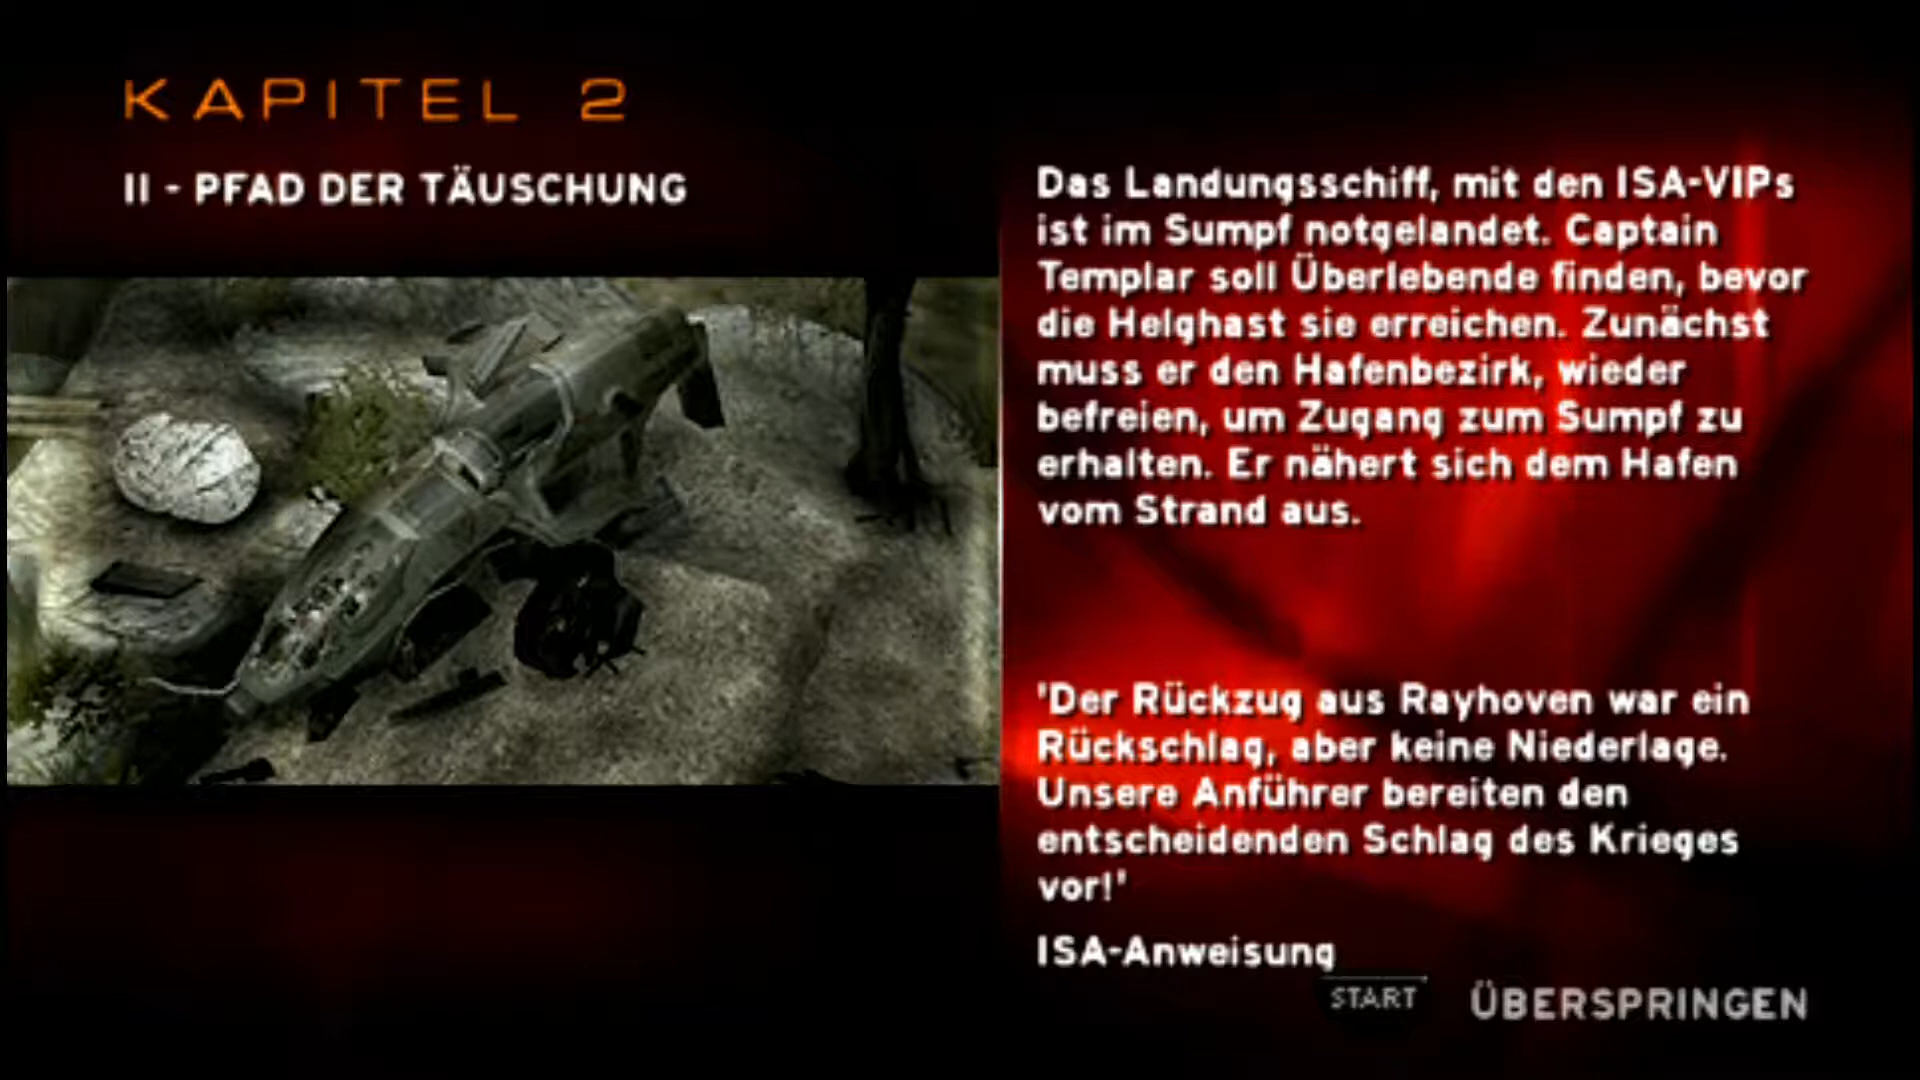 KAPITEL 2
II - PFAD DER TÄUSCHUNG
Das Landungsschiff, mit den ISA-VIPs
ist im Sumpf notgelandet. Captain
Templar soll Überlebende finden, bevor
die Helghast sie erreichen. Zunächst
muss er den Hafenbezirk, wieder
befreien, um Zugang zum Sumpf zu
erhalten. Er nähert sich dem Hafen
vom Strand aus.
'Der Rückzug aus Rayhoven war ein
Rückschlag, aber keine Niederlage.
Unsere Anführer bereiten den
entscheidenden Schlag des Krieges
vor!'
ISA-Anweisung
START ÜBERSPRINGEN